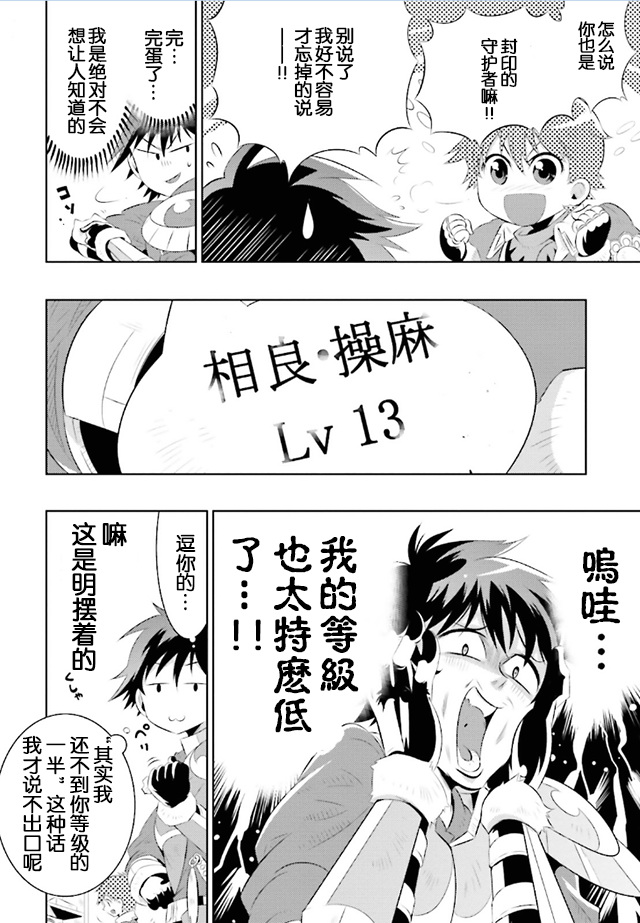 怎么说
你也是
封印的
守护者嘛!!
别说了
我好不容易
才忘掉的说
——!!
完…
完蛋了…
我是绝对不会
想让人知道的
コソ
相良·操麻
Lv 13
嗚哇…
我的等級
也太特麽低
了…!!
逗你的…
嘛
这是明摆着的
“其实我
还不到你等级的
一半”这种话
我才说不出口呢